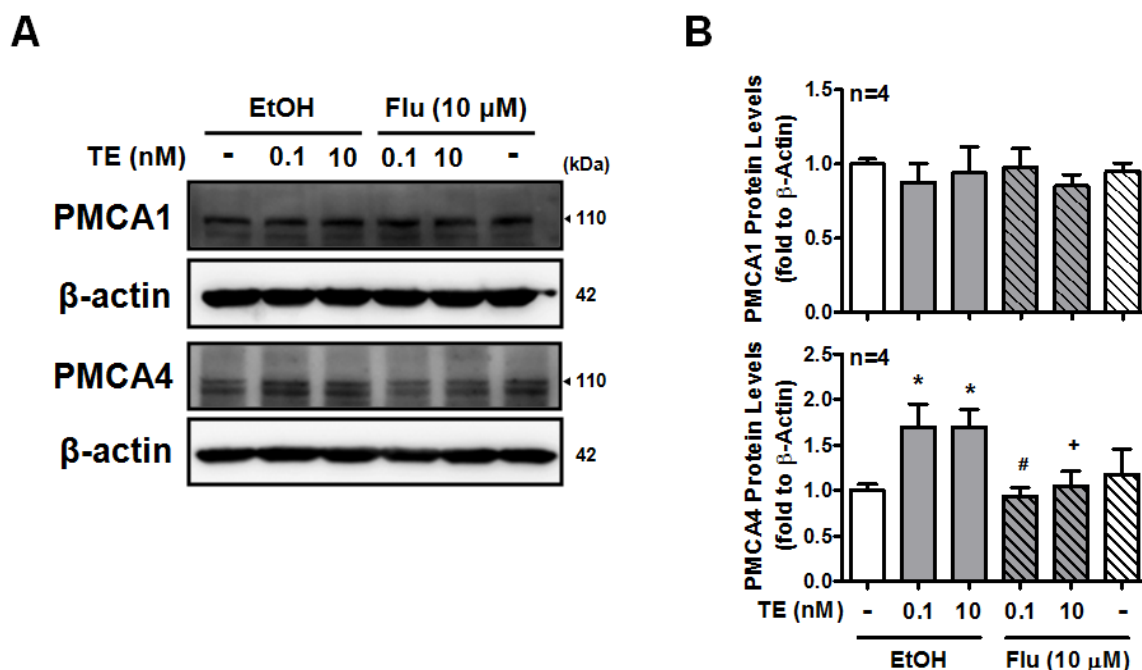 A
EtOH Flu (10 μM)
TE (nM) - 0.1 10 0.1 10 - (kDa)
PMCA1 110
β-actin 42
PMCA4 110
β-actin 42
B
PMCA1 Protein Levels
(fold to β-Actin)
n=4
1.5
1.0
0.5
0.0
PMCA4 Protein Levels
(fold to β-Actin)
n=4
2.5
2.0
1.5
1.0
0.5
0.0
* * # +
TE (nM) - 0.1 10 0.1 10 -
EtOH Flu (10 μM)